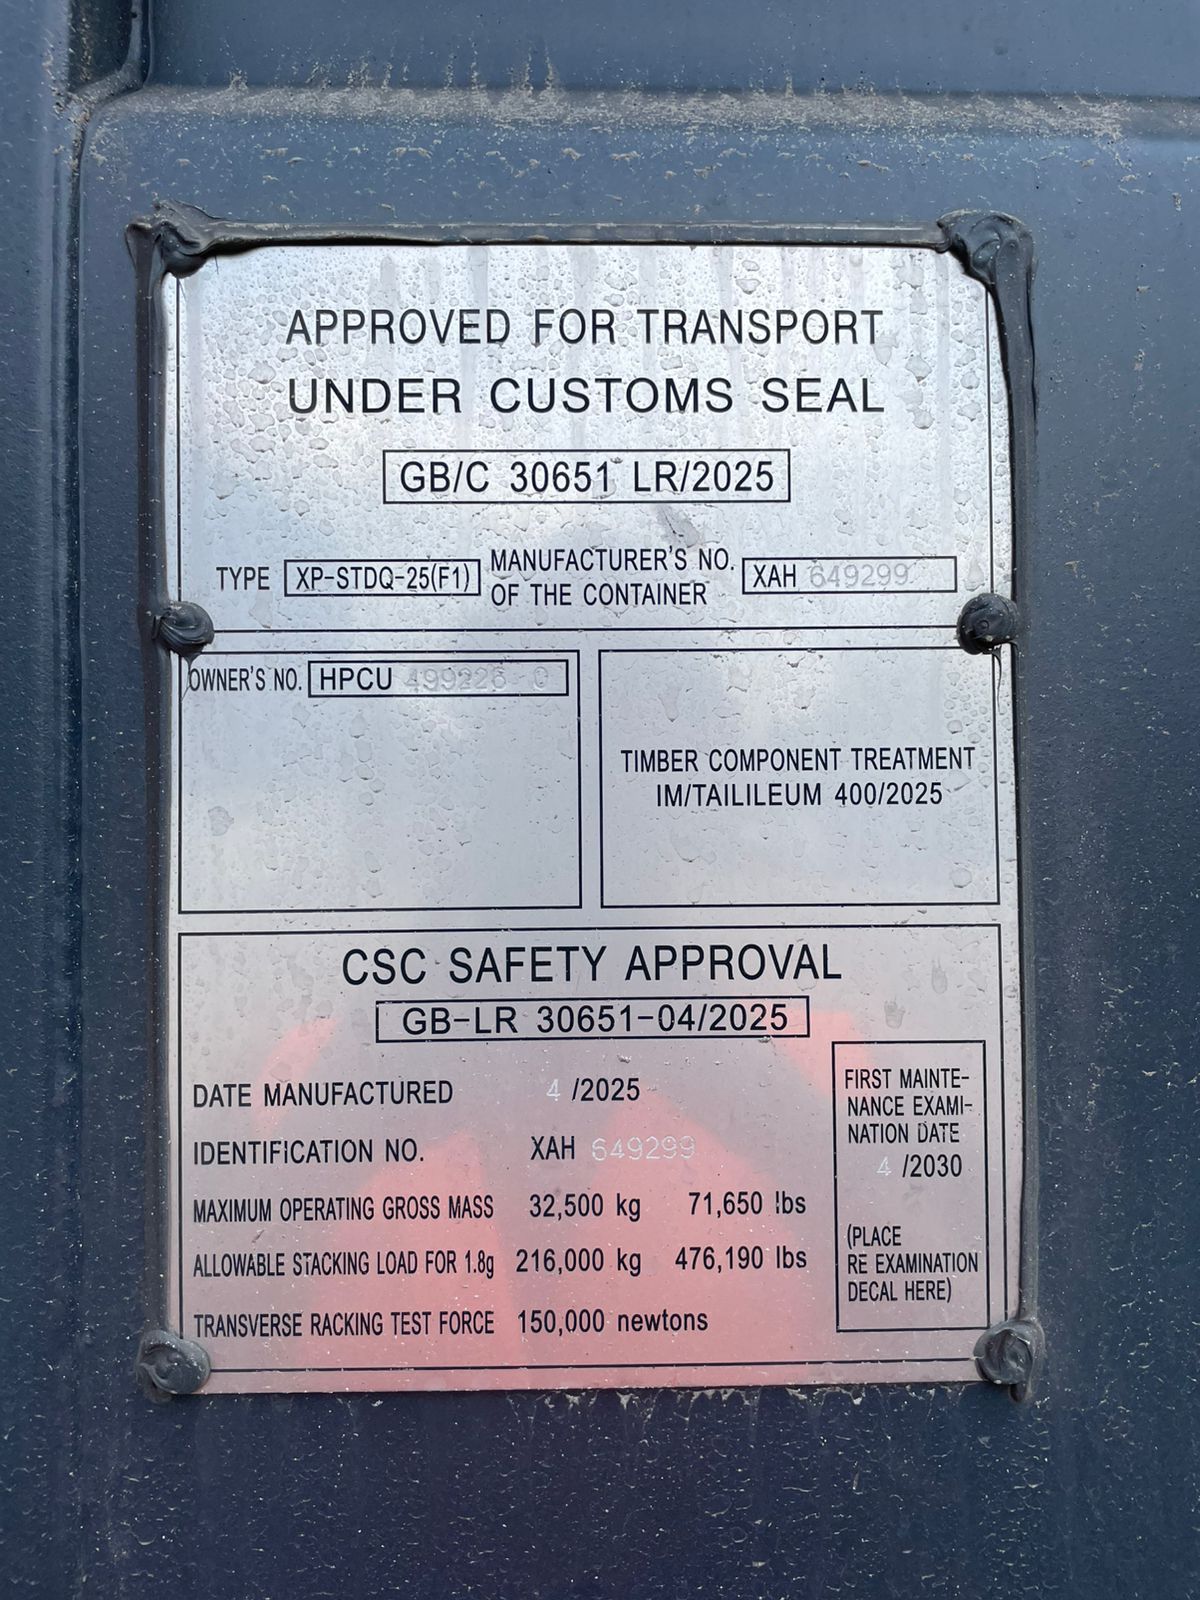 APPROVED FOR TRANSPORT
UNDER CUSTOMS SEAL
GB/C 30651 LR/2025
TYPE XP-STDQ-25(F1) MANUFACTURER'S NO. OF THE CONTAINER XAH 649299
OWNER'S NO. HPCU 499226 0
TIMBER COMPONENT TREATMENT
IM/TAILILEUM 400/2025
CSC SAFETY APPROVAL
GB-LR 30651-04/2025
DATE MANUFACTURED 4 /2025
IDENTIFICATION NO. XAH 649299
MAXIMUM OPERATING GROSS MASS 32,500 kg 71,650 lbs
ALLOWABLE STACKING LOAD FOR 1.8g 216,000 kg 476,190 lbs
TRANSVERSE RACKING TEST FORCE 150,000 newtons
FIRST MAINTE-
NANCE EXAMI-
NATION DATE
4 /2030
(PLACE
RE EXAMINATION
DECAL HERE)